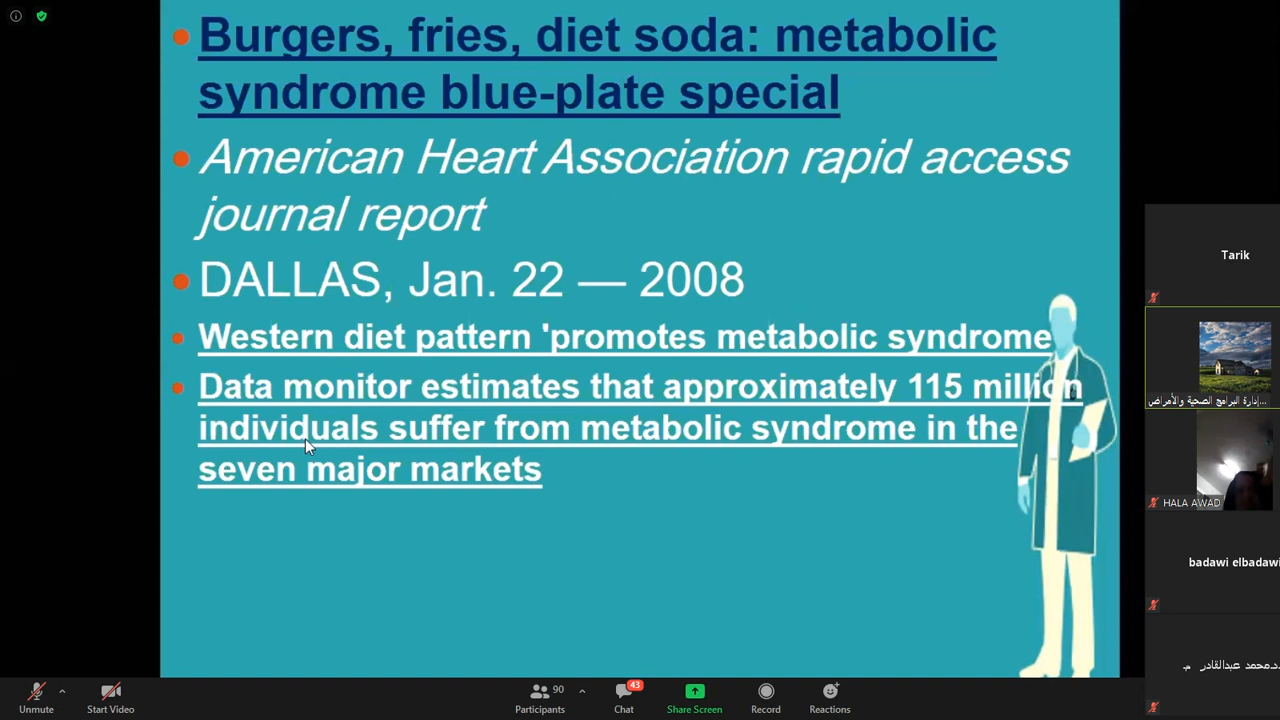 Burgers, fries, diet soda: metabolic
syndrome blue-plate special
American Heart Association rapid access
journal report
DALLAS, Jan. 22 — 2008
Western diet pattern 'promotes metabolic syndrome
Data monitor estimates that approximately 115 million
individuals suffer from metabolic syndrome in the
seven major markets
Tarik
إدارة البرامج الصحية والأمراض...
HALA AWAD
badawi elbadawi
د.محمد عبدالقادر م..
Unmute
Start Video
90
Participants
43
Chat
Share Screen
Record
Reactions